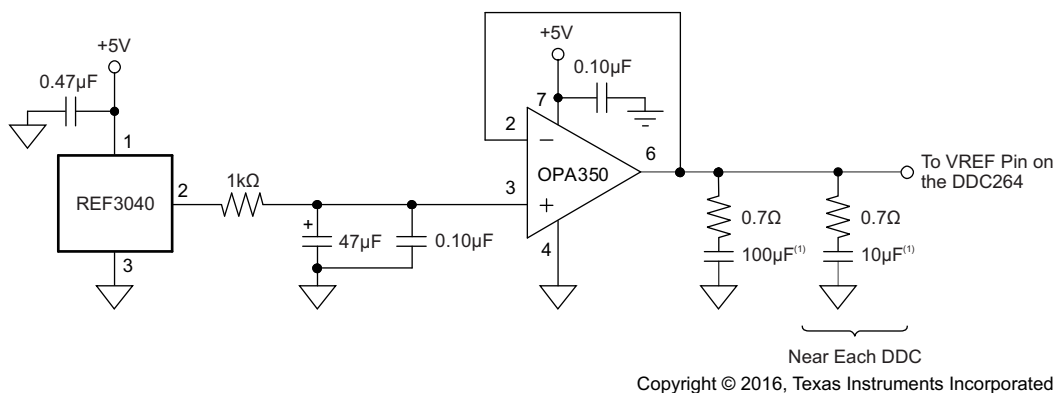 +5V
0.47µF
1
REF3040
2
3
1kΩ
+
47µF
0.10µF
+5V
0.10µF
7
2
−
OPA350
6
3
+
4
0.7Ω
100µF(1)
0.7Ω
10µF(1)
To VREF Pin on
the DDC264
Near Each DDC
Copyright © 2016, Texas Instruments Incorporated